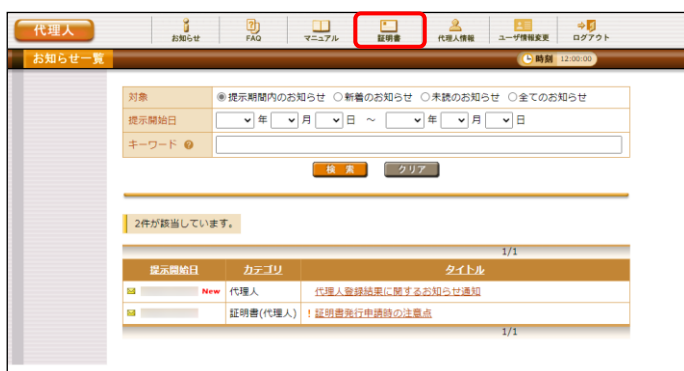 代理人
お知らせ FAQ マニュアル 証明書 代理人情報 ユーザ情報変更 ログアウト
お知らせ一覧 時刻 12:00:00
対象 提示期間内のお知らせ 新着のお知らせ 未読のお知らせ 全てのお知らせ
提示開始日 年 月 日 ～ 年 月 日
キーワード ?
検 索 クリア
2件が該当しています。
1/1
提示開始日 カテゴリ タイトル
New 代理人 代理人登録結果に関するお知らせ通知
証明書(代理人) ! 証明書発行申請時の注意点
1/1